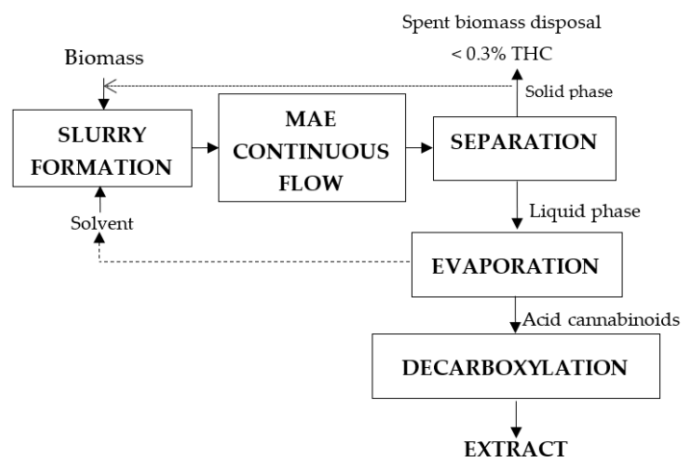 Spent biomass disposal
< 0.3% THC
Biomass
Solid phase
SLURRY
FORMATION
MAE
CONTINUOUS
FLOW
SEPARATION
Solvent
Liquid phase
EVAPORATION
Acid cannabinoids
DECARBOXYLATION
EXTRACT